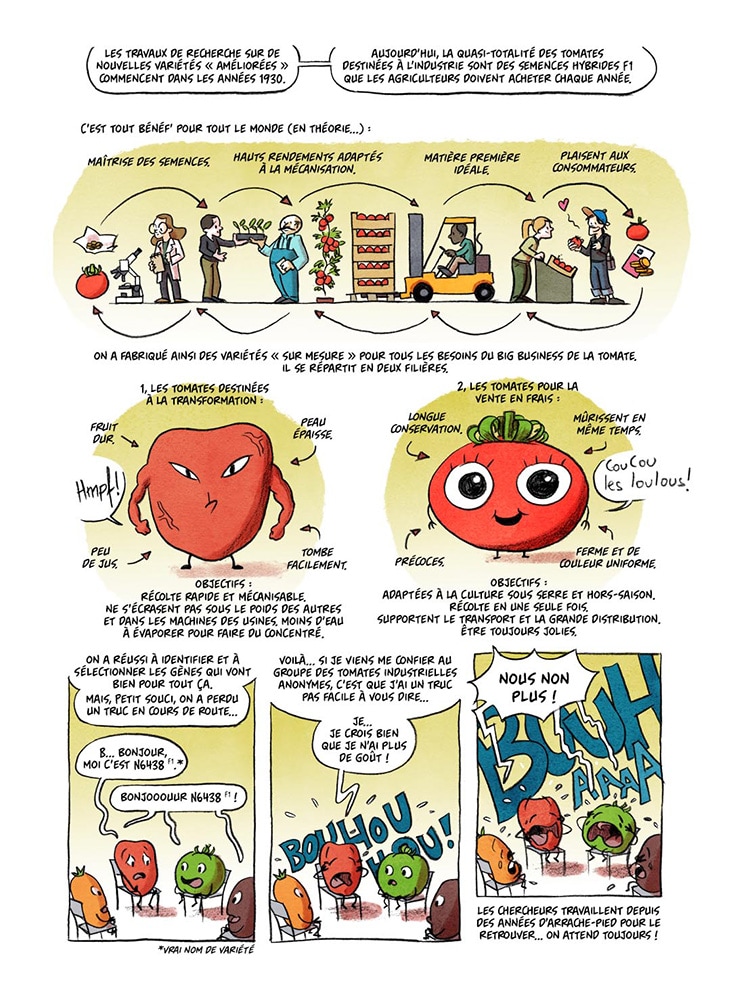 LES TRAVAUX DE RECHERCHE SUR DE
NOUVELLES VARIÉTÉS « AMÉLIORÉES »
COMMENCENT DANS LES ANNÉES 1930.
AUJOURD'HUI, LA QUASI-TOTALITÉ DES TOMATES
DESTINÉES À L'INDUSTRIE SONT DES SEMENCES HYBRIDES F1
QUE LES AGRICULTEURS DOIVENT ACHETER CHAQUE ANNÉE.
C'EST TOUT BÉNÉF' POUR TOUT LE MONDE (EN THÉORIE...) :
MAÎTRISE DES SEMENCES.
HAUTS RENDEMENTS ADAPTÉS
À LA MÉCANISATION.
MATIÈRE PREMIÈRE
IDÉALE.
PLAISENT AUX
CONSOMMATEURS.
ON A FABRIQUÉ AINSI DES VARIÉTÉS « SUR MESURE » POUR TOUS LES BESOINS DU BIG BUSINESS DE LA TOMATE.
IL SE RÉPARTIT EN DEUX FILIÈRES.
1, LES TOMATES DESTINÉES
À LA TRANSFORMATION :
FRUIT
DUR.
PEAU
ÉPAISSE.
Hmpf!
PEU
DE JUS.
TOMBE
FACILEMENT.
OBJECTIFS :
RÉCOLTE RAPIDE ET MÉCANISABLE.
NE S'ÉCRASENT PAS SOUS LE POIDS DES AUTRES
ET DANS LES MACHINES DES USINES. MOINS D'EAU
À ÉVAPORER POUR FAIRE DU CONCENTRÉ.
2, LES TOMATES POUR LA
VENTE EN FRAIS :
LONGUE
CONSERVATION.
MÛRISSENT EN
MÊME TEMPS.
CouCou
les loulous!
PRÉCOCES.
FERME ET DE
COULEUR UNIFORME.
OBJECTIFS :
ADAPTÉES À LA CULTURE SOUS SERRE ET HORS-SAISON.
RÉCOLTE EN UNE SEULE FOIS.
SUPPORTENT LE TRANSPORT ET LA GRANDE DISTRIBUTION.
ÊTRE TOUJOURS JOLIES.
ON A RÉUSSI À IDENTIFIER ET À
SÉLECTIONNER LES GÈNES QUI VONT
BIEN POUR TOUT ÇA.
MAIS, PETIT SOUCI, ON A PERDU
UN TRUC EN COURS DE ROUTE...
B... BONJOUR,
MOI C'EST N6438 F1.*
BONJOOOUUR N6438 F1 !
*VRAI NOM DE VARIÉTÉ
VOILÀ... SI JE VIENS ME CONFIER AU
GROUPE DES TOMATES INDUSTRIELLES
ANONYMES, C'EST QUE J'AI UN TRUC
PAS FACILE À VOUS DIRE...
JE...
JE CROIS BIEN
QUE JE N'AI PLUS
DE GOÛT !
BOUHOU
HOU!
NOUS NON
PLUS !
BOUH
AAAA
LES CHERCHEURS TRAVAILLENT DEPUIS
DES ANNÉES D'ARRACHE-PIED POUR LE
RETROUVER... ON ATTEND TOUJOURS !